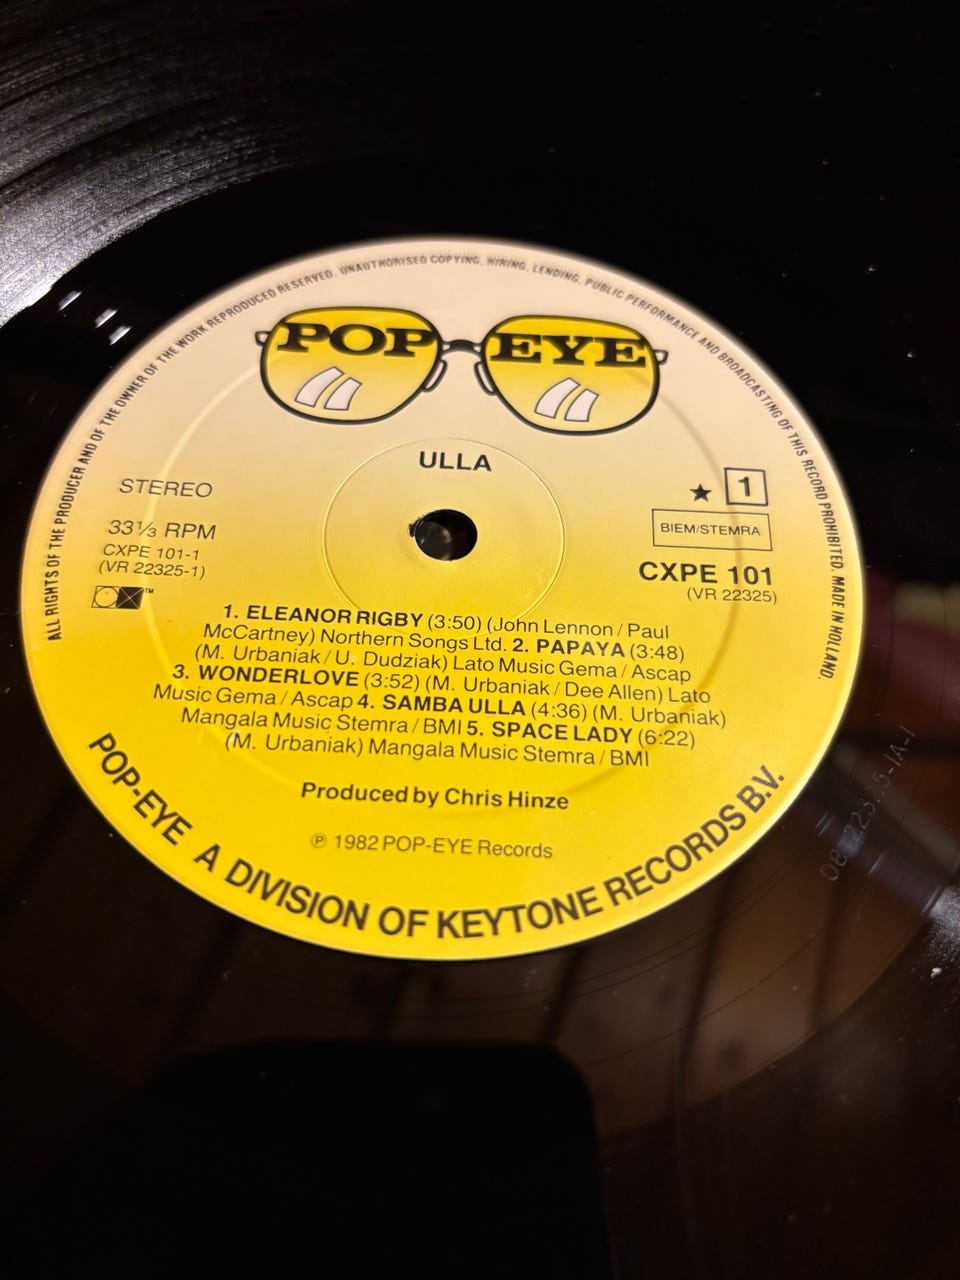 ALL RIGHTS OF THE PRODUCER AND OF THE OWNER OF THE WORK REPRODUCED RESERVED. UNAUTHORISED COPYING, HIRING, LENDING, PUBLIC PERFORMANCE AND BROADCASTING OF THIS RECORD PROHIBITED. MADE IN HOLLAND.
POP EYE
ULLA
STEREO
33⅓ RPM
CXPE 101-1
(VR 22325-1)
TM
★ 1
BIEM/STEMRA
CXPE 101
(VR 22325)
1. ELEANOR RIGBY (3:50) (John Lennon / Paul
McCartney) Northern Songs Ltd. 2. PAPAYA (3:48)
(M. Urbaniak / U. Dudziak) Lato Music Gema / Ascap
3. WONDERLOVE (3:52) (M. Urbaniak / Dee Allen) Lato
Music Gema / Ascap 4. SAMBA ULLA (4:36) (M. Urbaniak)
Mangala Music Stemra / BMI 5. SPACE LADY (6:22)
(M. Urbaniak) Mangala Music Stemra / BMI
Produced by Chris Hinze
℗ 1982 POP-EYE Records
POP-EYE A DIVISION OF KEYTONE RECORDS B.V.